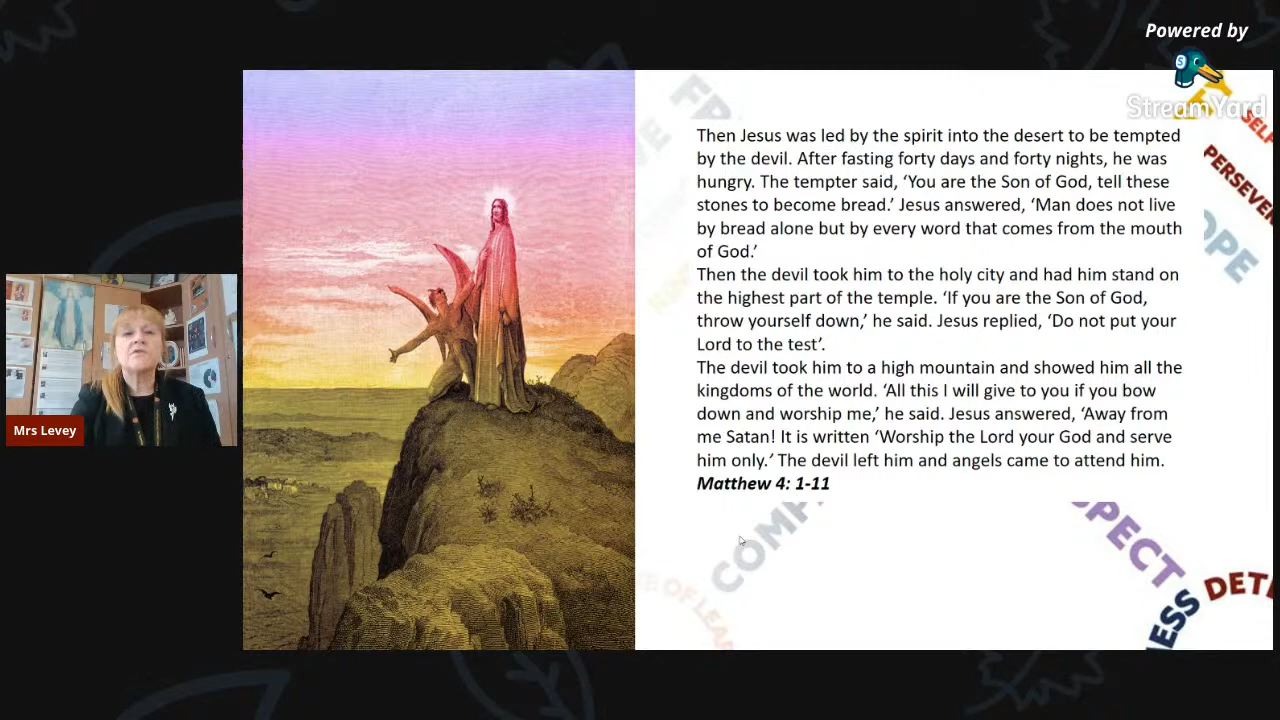 Powered by
StreamYard
Then Jesus was led by the spirit into the desert to be tempted
by the devil. After fasting forty days and forty nights, he was
hungry. The tempter said, ‘You are the Son of God, tell these
stones to become bread.’ Jesus answered, ‘Man does not live
by bread alone but by every word that comes from the mouth
of God.’
Then the devil took him to the holy city and had him stand on
the highest part of the temple. ‘If you are the Son of God,
throw yourself down,’ he said. Jesus replied, ‘Do not put your
Lord to the test’.
The devil took him to a high mountain and showed him all the
kingdoms of the world. ‘All this I will give to you if you bow
down and worship me,’ he said. Jesus answered, ‘Away from
me Satan! It is written ‘Worship the Lord your God and serve
him only.’ The devil left him and angels came to attend him.
Matthew 4: 1-11
SELF
PERSEVER
OPE
COMP
SPECT
DETE
NESS
E OF LEA
Mrs Levey